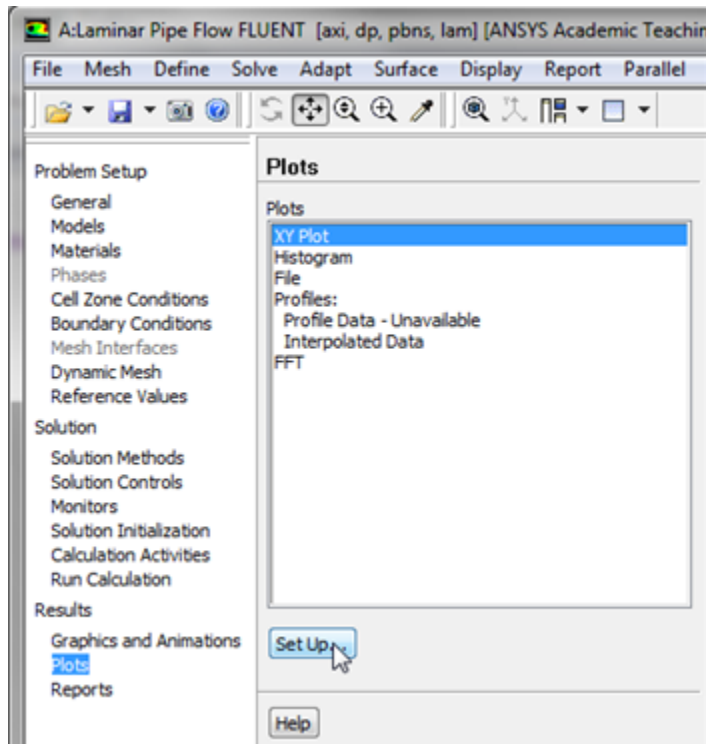 A:Laminar Pipe Flow FLUENT [axi, dp, pbns, lam] [ANSYS Academic Teachin
File Mesh Define Solve Adapt Surface Display Report Parallel
Problem Setup
General
Models
Materials
Phases
Cell Zone Conditions
Boundary Conditions
Mesh Interfaces
Dynamic Mesh
Reference Values
Solution
Solution Methods
Solution Controls
Monitors
Solution Initialization
Calculation Activities
Run Calculation
Results
Graphics and Animations
Plots
Reports
Plots
Plots
XY Plot
Histogram
File
Profiles:
Profile Data - Unavailable
Interpolated Data
FFT
Set Up...
Help